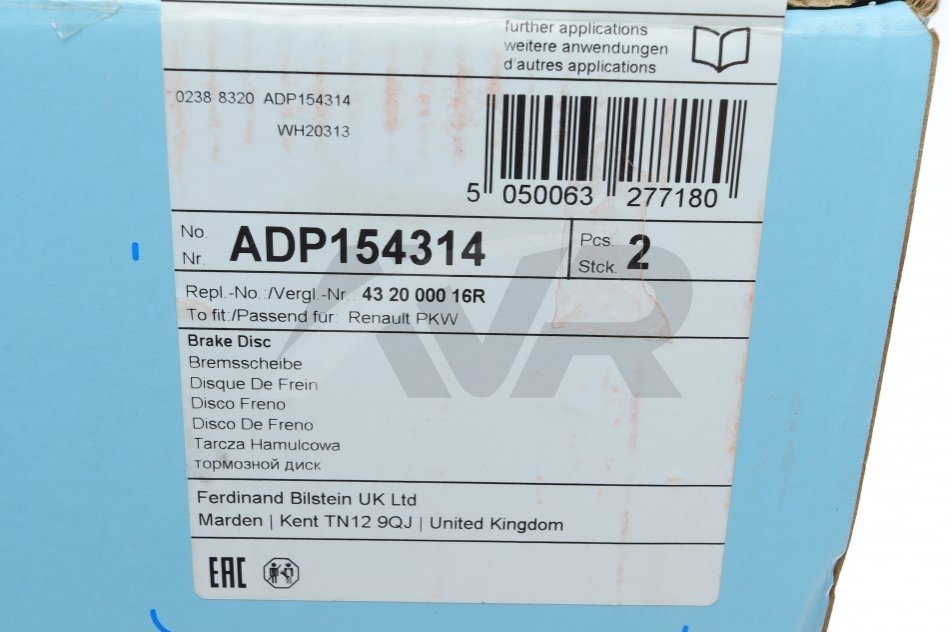 further applications
weitere anwendungen
d'autres applications
0238 8320 ADP154314
WH20313
5 050063 277180
No.
Nr. ADP154314
Pcs.
Stck. 2
Repl.-No./Vergl.-Nr.: 43 20 000 16R
To fit:/Passend für: Renault PKW
Brake Disc
Bremsscheibe
Disque De Frein
Disco Freno
Disco De Freno
Tarcza Hamulcowa
тормозной диск
Ferdinand Bilstein UK Ltd
Marden | Kent TN12 9QJ | United Kingdom
EAC
AVR